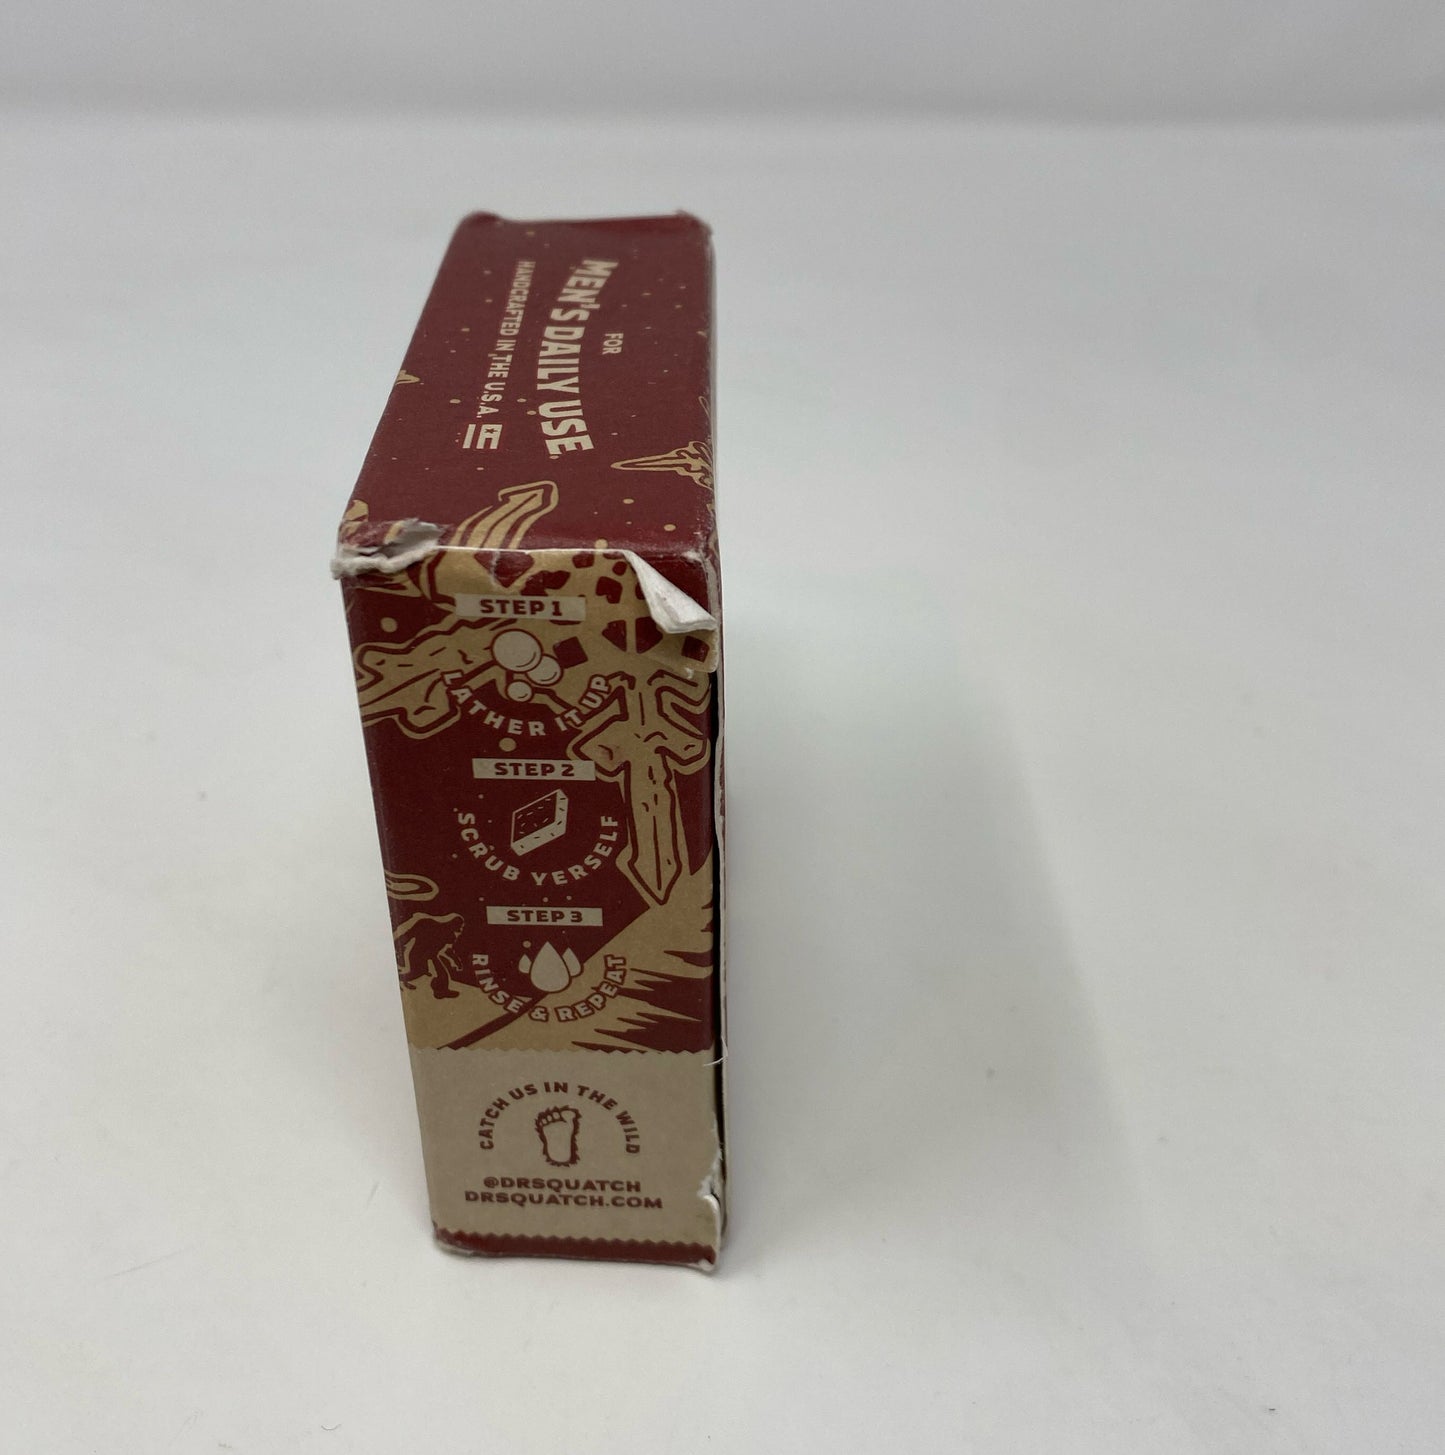 FOR
MEN'S DAILY USE
HANDCRAFTED IN THE U.S.A.
STEP 1
LATHER IT UP
STEP 2
SCRUB YERSELF
STEP 3
RINSE & REPEAT
CATCH US IN THE WILD
@DRSQUATCH
DRSQUATCH.COM